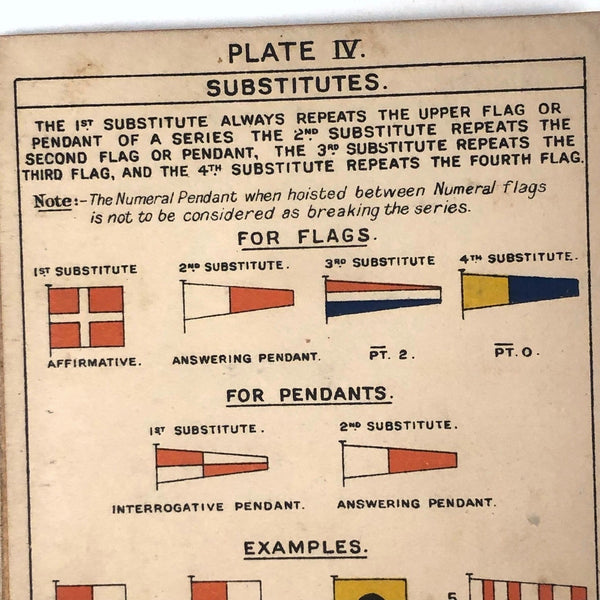 PLATE IV.
SUBSTITUTES.
THE 1ST SUBSTITUTE ALWAYS REPEATS THE UPPER FLAG OR
PENDANT OF A SERIES THE 2ND SUBSTITUTE REPEATS THE
SECOND FLAG OR PENDANT, THE 3RD SUBSTITUTE REPEATS THE
THIRD FLAG, AND THE 4TH SUBSTITUTE REPEATS THE FOURTH FLAG.
Note:- The Numeral Pendant when hoisted between Numeral flags
is not to be considered as breaking the series.
FOR FLAGS.
1ST SUBSTITUTE 2ND SUBSTITUTE. 3RD SUBSTITUTE 4TH SUBSTITUTE.
AFFIRMATIVE. ANSWERING PENDANT. PT. 2. PT. 0.
FOR PENDANTS.
1ST SUBSTITUTE. 2ND SUBSTITUTE.
INTERROGATIVE PENDANT. ANSWERING PENDANT.
EXAMPLES.
5